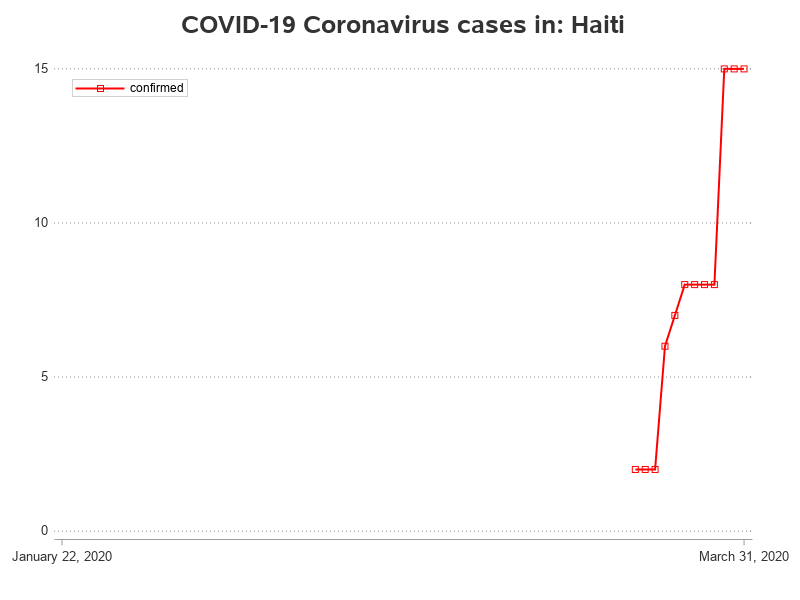 COVID-19 Coronavirus cases in: Haiti
15
confirmed
10
5
0
January 22, 2020
March 31, 2020